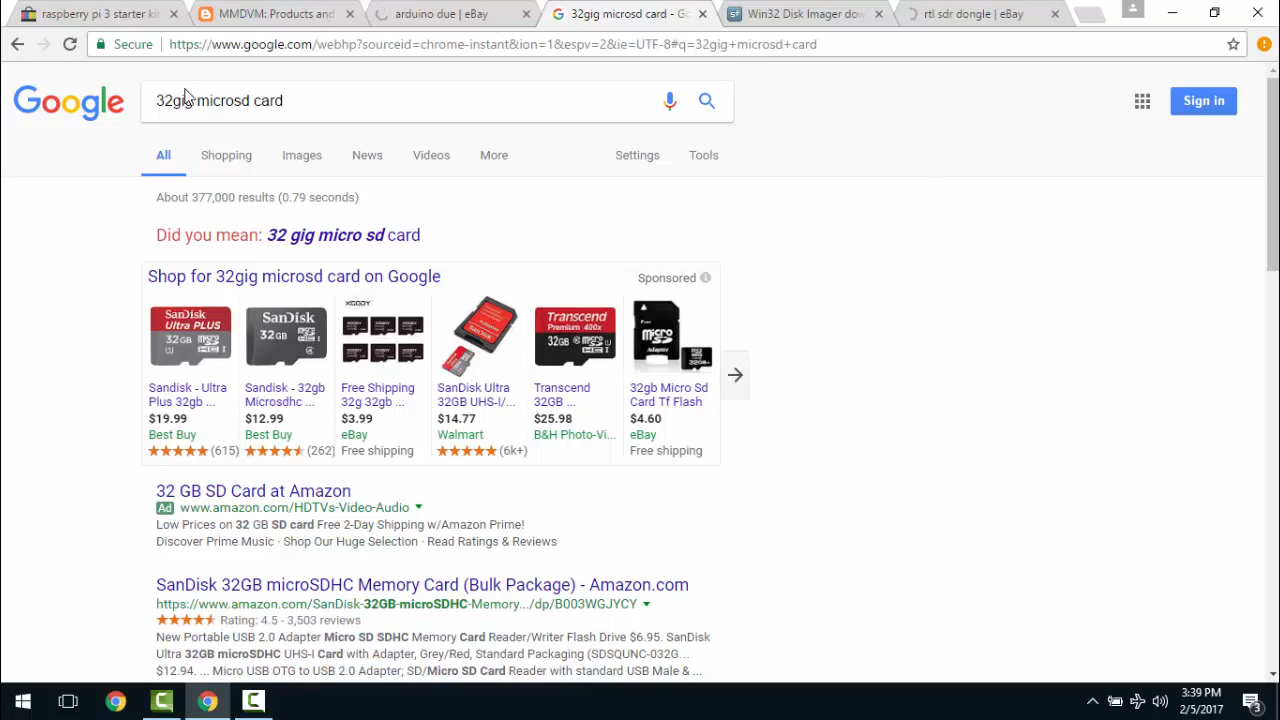 raspberry pi 3 starter ki
MMDVM: Products and
arduino due | eBay
32gig microsd card - Go
Win32 Disk Imager dow
rtl sdr dongle | eBay
Secure
https://www.google.com/webhp?sourceid=chrome-instant&ion=1&espv=2&ie=UTF-8#q=32gig+microsd+card
Google
32gig microsd card
Sign in
All Shopping Images News Videos More Settings Tools
About 377,000 results (0.79 seconds)
Did you mean: 32 gig micro sd card
Shop for 32gig microsd card on Google Sponsored
Sandisk - Ultra
Plus 32gb ...
$19.99
Best Buy
(615)
Sandisk - 32gb
Microsdhc ...
$12.99
Best Buy
(262)
Free Shipping
32g 32gb ...
$3.99
eBay
Free shipping
SanDisk Ultra
32GB UHS-I/...
$14.77
Walmart
(6k+)
Transcend
32GB ...
$25.98
B&H Photo-Vi...
32gb Micro Sd
Card Tf Flash
$4.60
eBay
Free shipping
32 GB SD Card at Amazon
Ad www.amazon.com/HDTVs-Video-Audio
Low Prices on 32 GB SD card Free 2-Day Shipping w/Amazon Prime!
Discover Prime Music · Shop Our Huge Selection · Read Ratings & Reviews
SanDisk 32GB microSDHC Memory Card (Bulk Package) - Amazon.com
https://www.amazon.com/SanDisk-32GB-microSDHC-Memory.../dp/B003WGJYCY
Rating: 4.5 - 3,503 reviews
New Portable USB 2.0 Adapter Micro SD SDHC Memory Card Reader/Writer Flash Drive $6.95. SanDisk
Ultra 32GB microSDHC UHS-I Card with Adapter, Grey/Red, Standard Packaging (SDSQUNC-032G...
$12.94. ... Micro USB OTG to USB 2.0 Adapter; SD/Micro SD Card Reader with standard USB Male & ...
3:39 PM
2/5/2017
3